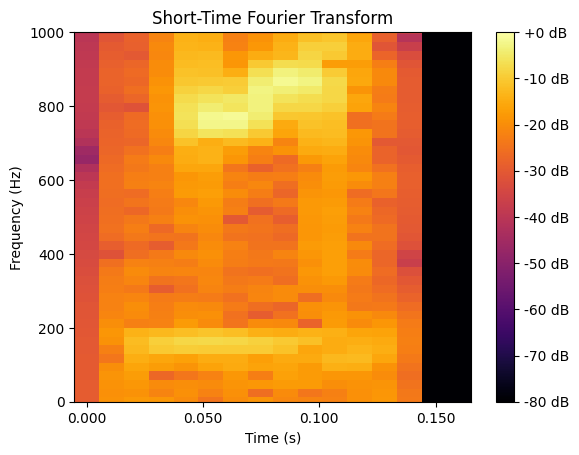 Short-Time Fourier Transform
1000
800
600
400
200
0
Frequency (Hz)
0.000
0.050
0.100
0.150
Time (s)
+0 dB
-10 dB
-20 dB
-30 dB
-40 dB
-50 dB
-60 dB
-70 dB
-80 dB